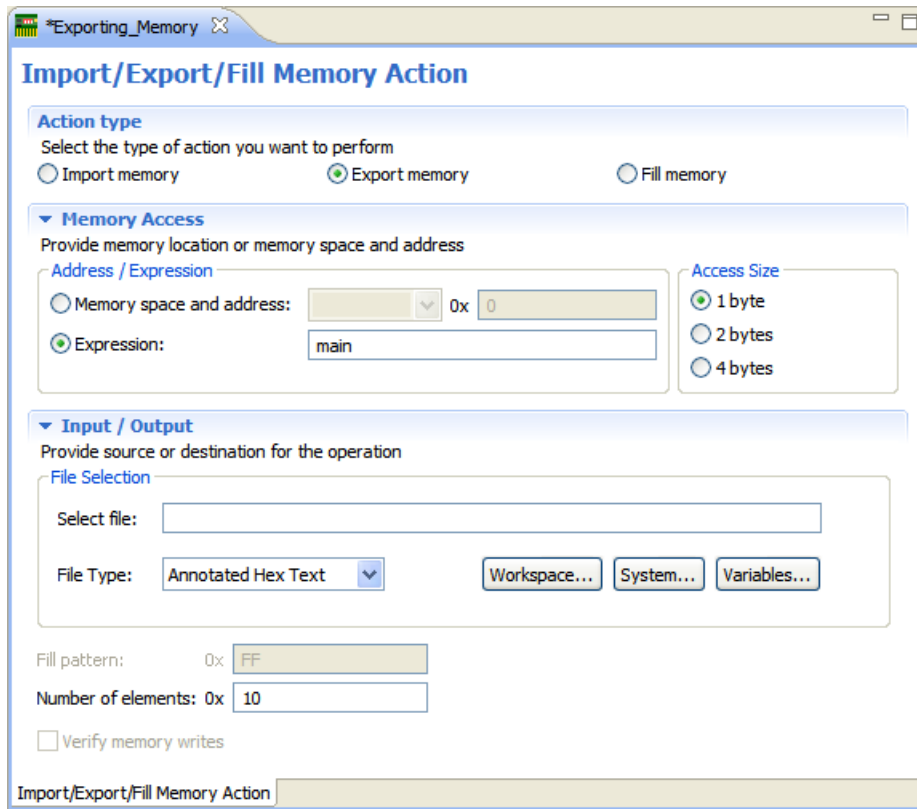 *Exporting_Memory
Import/Export/Fill Memory Action
Action type
Select the type of action you want to perform
Import memory Export memory Fill memory
Memory Access
Provide memory location or memory space and address
Address / Expression Access Size
Memory space and address: 0x 0 1 byte
Expression: main 2 bytes
4 bytes
Input / Output
Provide source or destination for the operation
File Selection
Select file:
File Type: Annotated Hex Text Workspace... System... Variables...
Fill pattern: 0x FF
Number of elements: 0x 10
Verify memory writes
Import/Export/Fill Memory Action